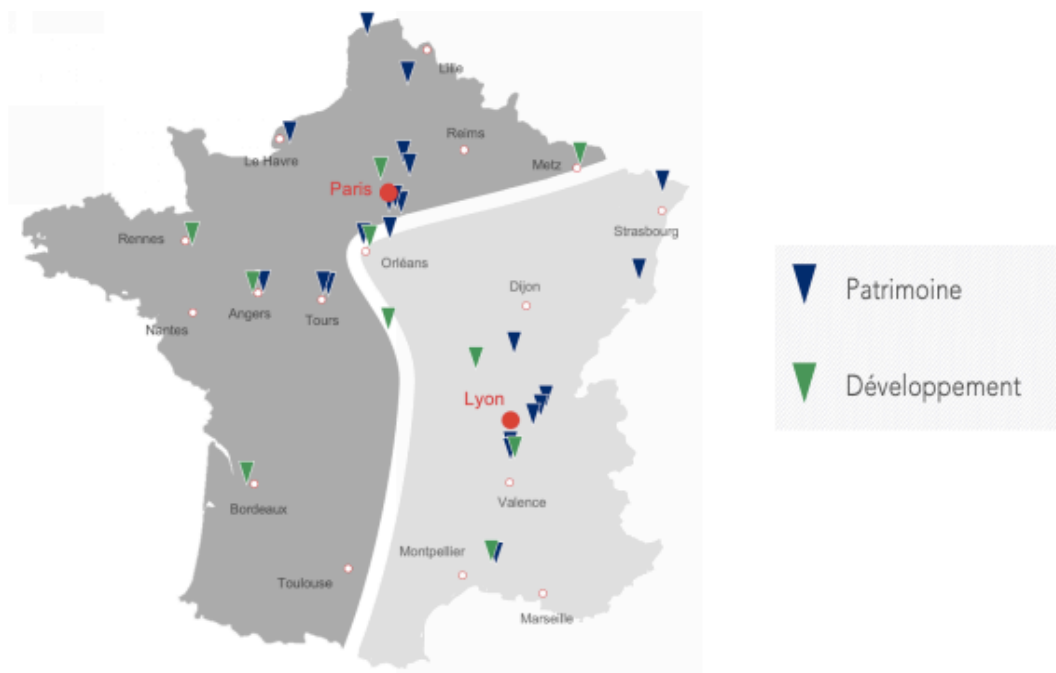 Lille
Le Havre
Reims
Metz
Paris
Strasbourg
Rennes
Orléans
Dijon
Angers
Tours
Nantes
Lyon
Valence
Bordeaux
Montpellier
Toulouse
Marseille
Patrimoine
Développement